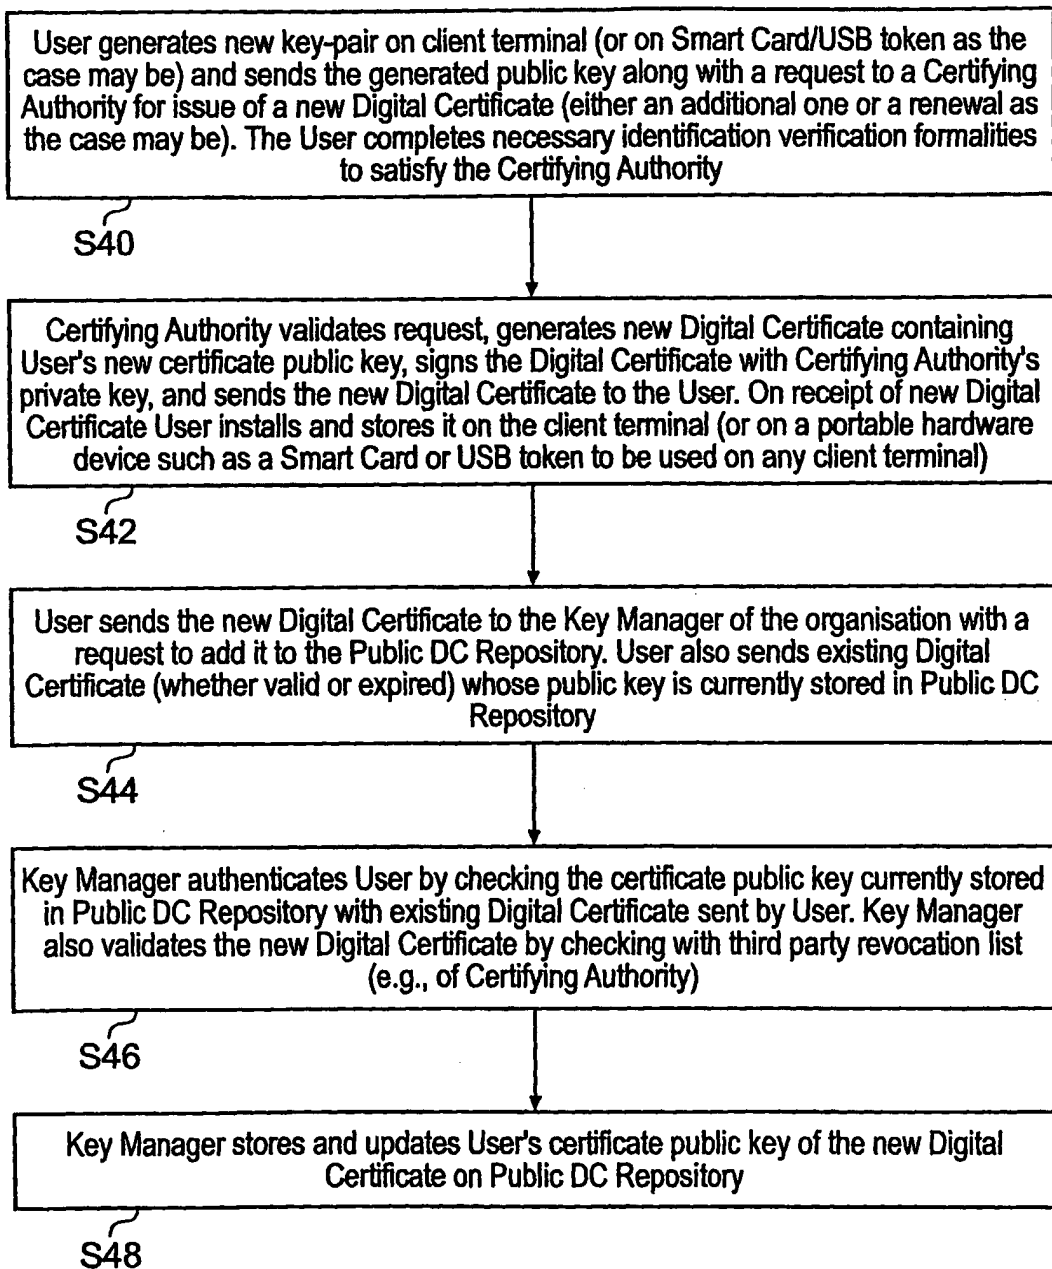 User generates new key-pair on client terminal (or on Smart Card/USB token as the
case may be) and sends the generated public key along with a request to a Certifying
Authority for issue of a new Digital Certificate (either an additional one or a renewal as
the case may be). The User completes necessary identification verification formalities
to satisfy the Certifying Authority
S40
Certifying Authority validates request, generates new Digital Certificate containing
User's new certificate public key, signs the Digital Certificate with Certifying Authority's
private key, and sends the new Digital Certificate to the User. On receipt of new Digital
Certificate User installs and stores it on the client terminal (or on a portable hardware
device such as a Smart Card or USB token to be used on any client terminal)
S42
User sends the new Digital Certificate to the Key Manager of the organisation with a
request to add it to the Public DC Repository. User also sends existing Digital
Certificate (whether valid or expired) whose public key is currently stored in Public DC
Repository
S44
Key Manager authenticates User by checking the certificate public key currently stored
in Public DC Repository with existing Digital Certificate sent by User. Key Manager
also validates the new Digital Certificate by checking with third party revocation list
(e.g., of Certifying Authority)
S46
Key Manager stores and updates User's certificate public key of the new Digital
Certificate on Public DC Repository
S48